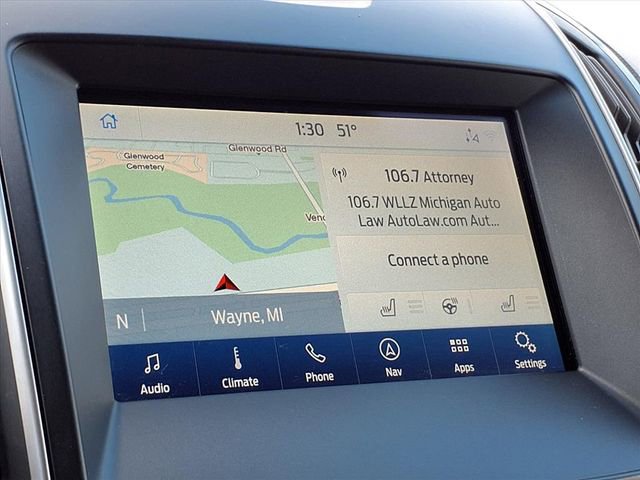 1:30 51°
Glenwood Rd
Glenwood
Cemetery
N
Wayne, MI
106.7 Attorney
106.7 WLLZ Michigan Auto
Law AutoLaw.com Aut...
Connect a phone
Audio
Climate
Phone
Nav
Apps
Settings